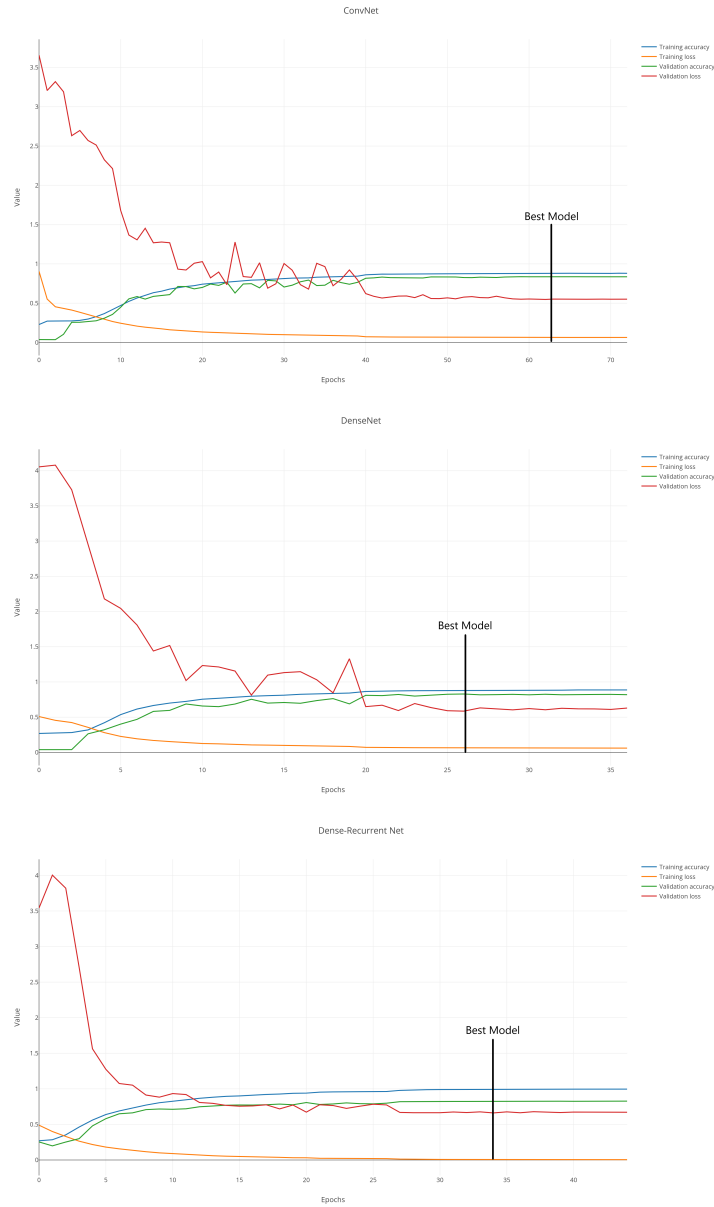 ConvNet
Training accuracy
Training loss
Validation accuracy
Validation loss
3.5
3
2.5
2
1.5
1
0.5
0
Value
Best Model
0 10 20 30 40 50 60 70
Epochs
DenseNet
Training accuracy
Training loss
Validation accuracy
Validation loss
4
3.5
3
2.5
2
1.5
1
0.5
0
Value
Best Model
0 5 10 15 20 25 30 35
Epochs
Dense-Recurrent Net
Training accuracy
Training loss
Validation accuracy
Validation loss
4
3.5
3
2.5
2
1.5
1
0.5
0
Value
Best Model
0 5 10 15 20 25 30 35 40
Epochs